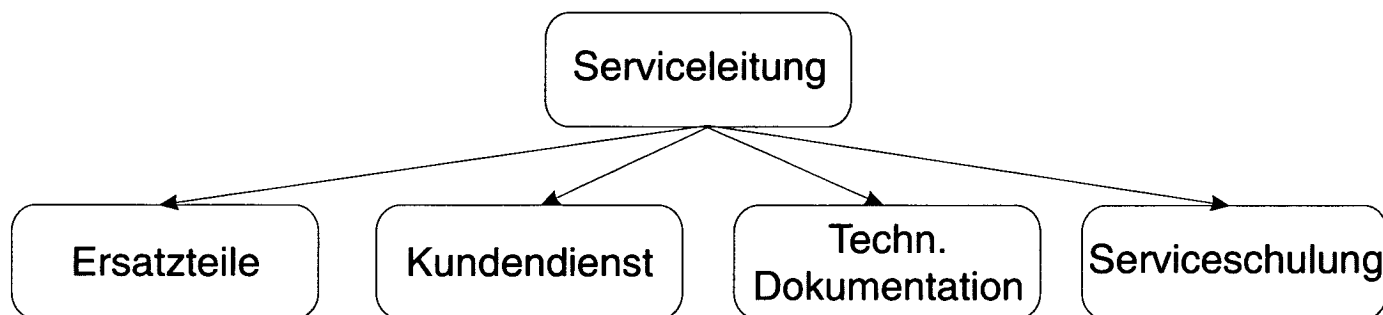 Serviceleitung
Ersatzteile
Kundendienst
Techn.
Dokumentation
Serviceschulung